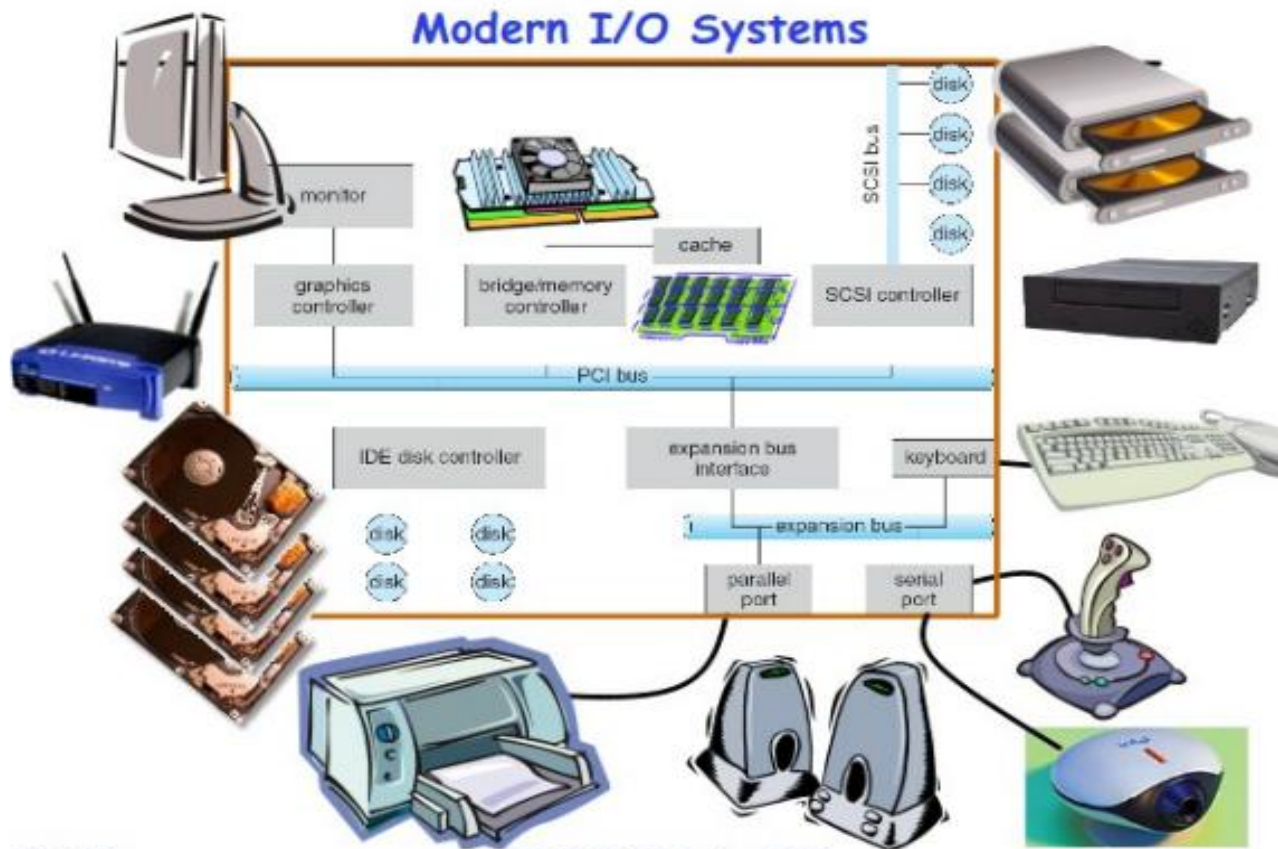 Modern I/O Systems
disk
disk
SCSI bus
disk
disk
monitor
cache
graphics
controller
bridge/memory
controller
SCSI controller
PCI bus
IDE disk controller
expansion bus
interface
keyboard
expansion bus
disk
disk
disk
disk
parallel
port
serial
port